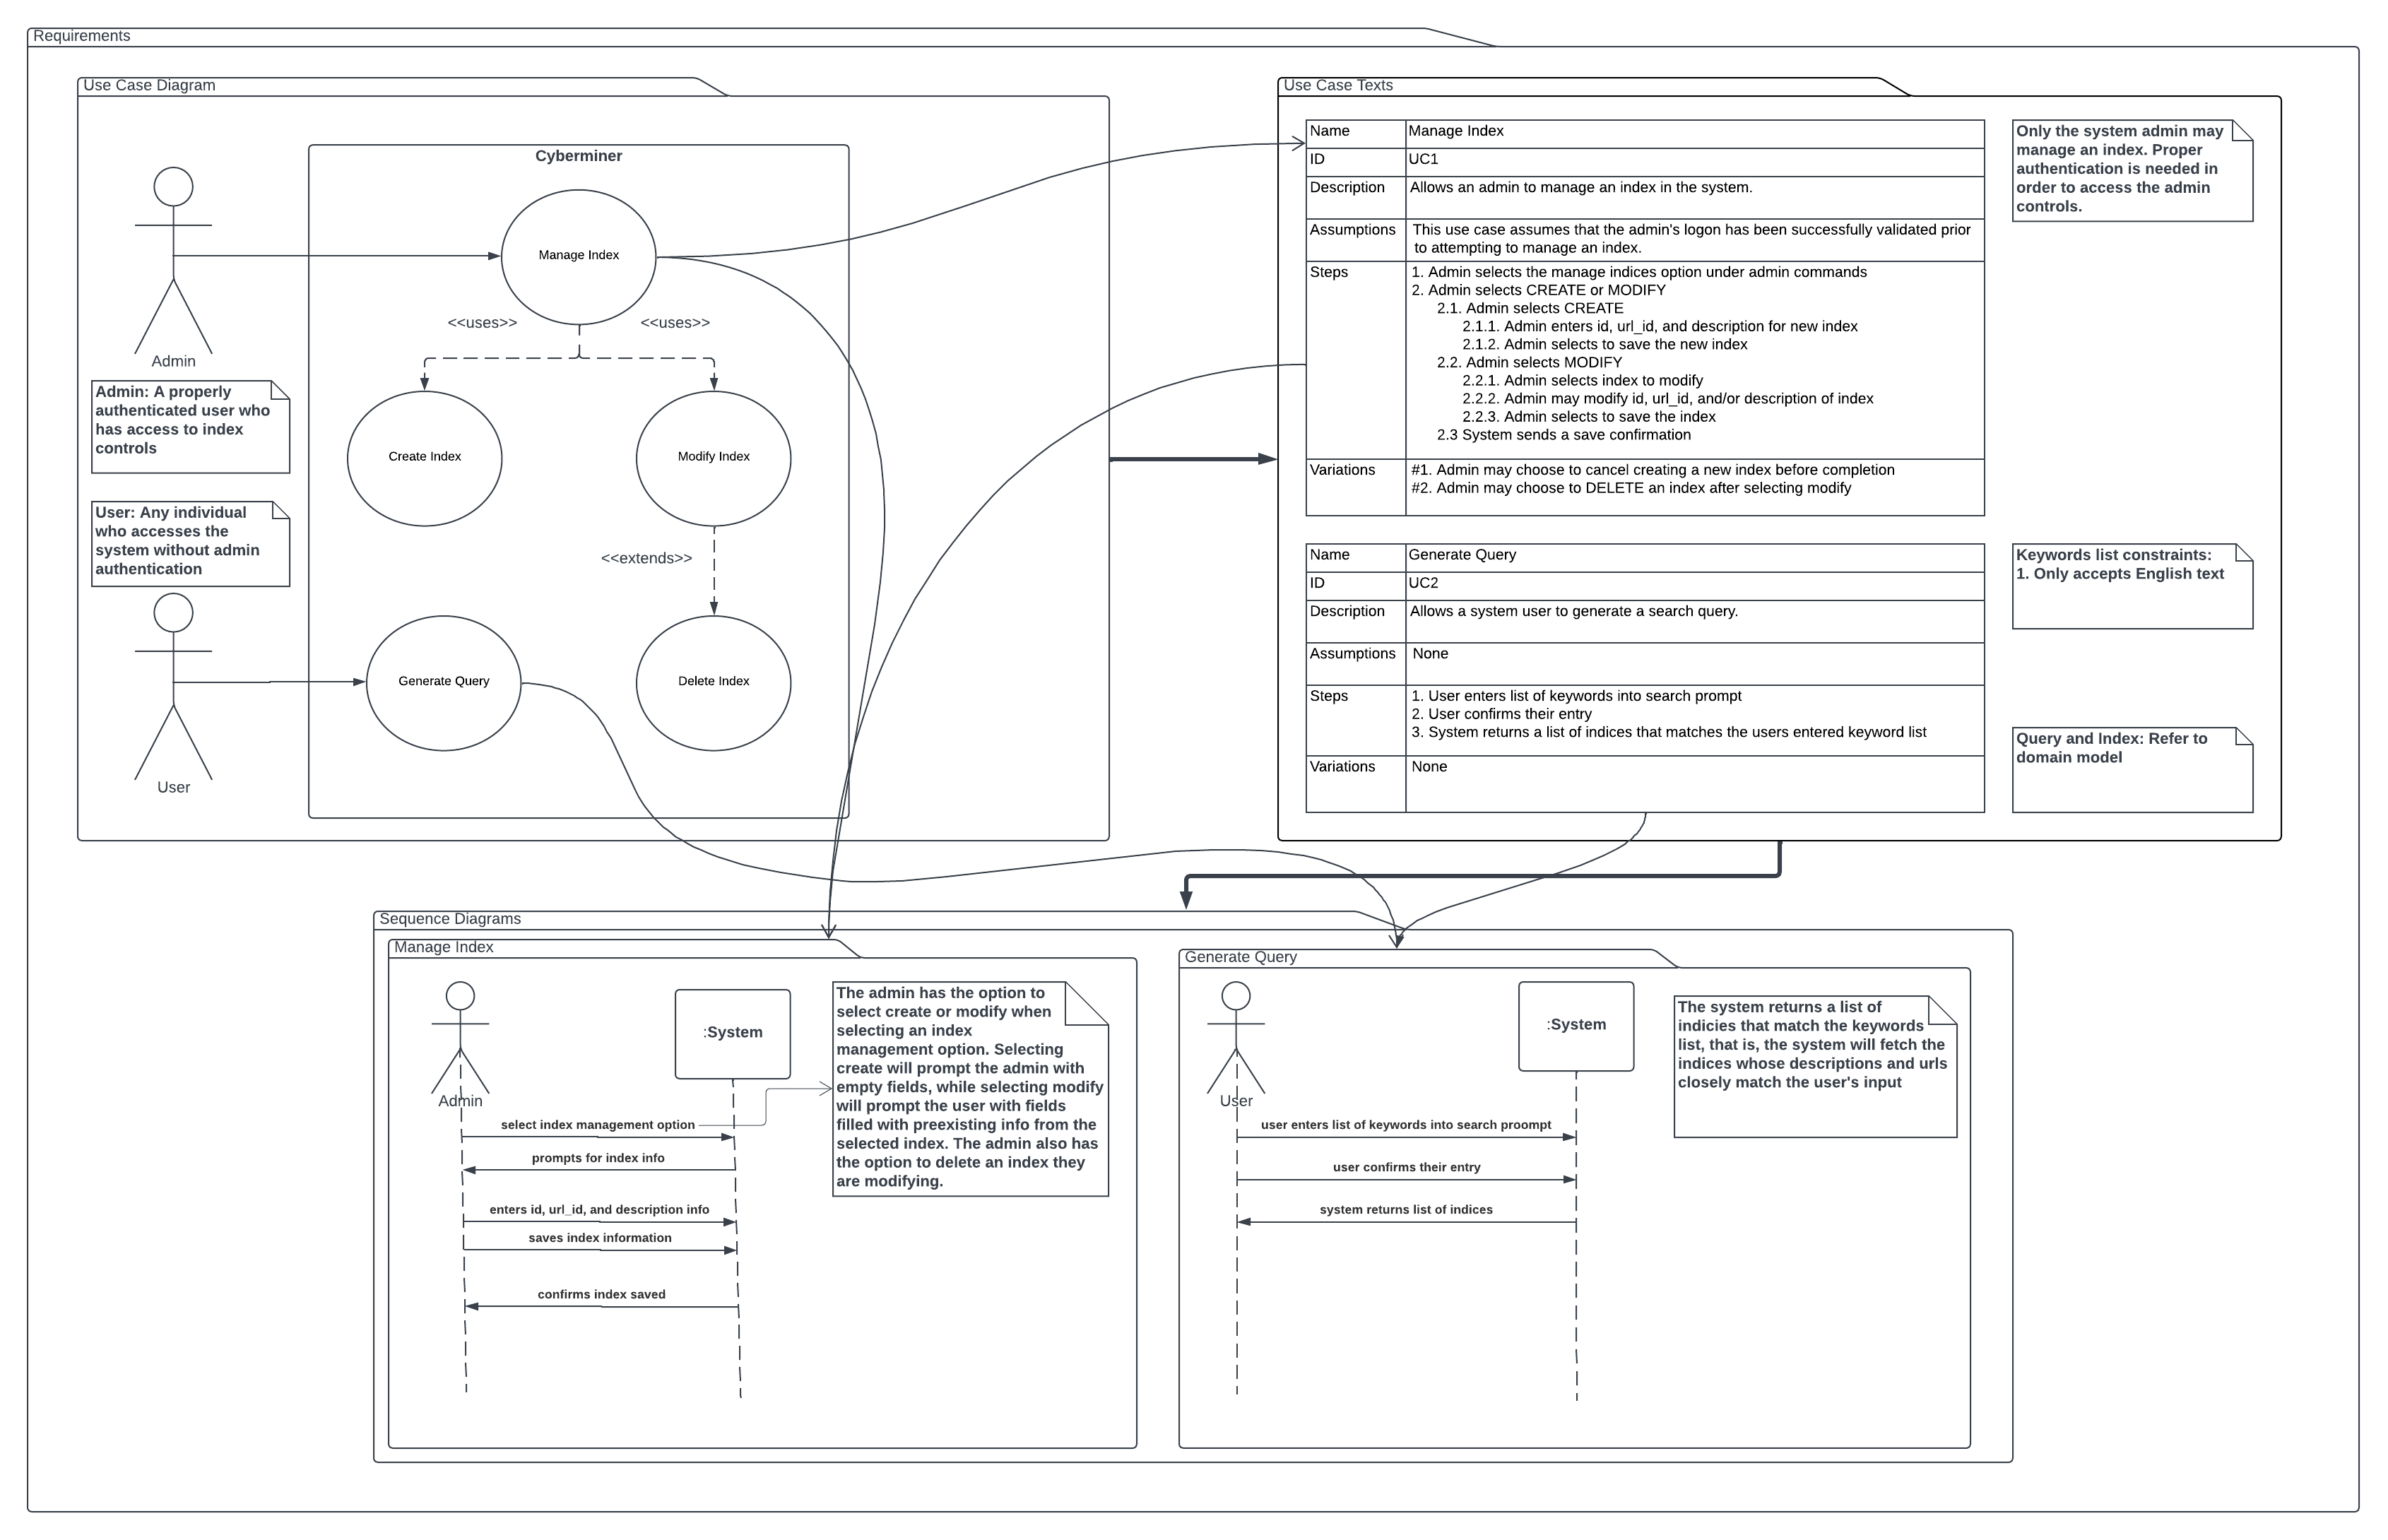 Requirements
Use Case Diagram
Cyberminer
Manage Index
<<uses>>
<<uses>>
Admin
Admin: A properly
authenticated user who
has access to index
controls
Create Index
Modify Index
User: Any individual
who accesses the
system without admin
authentication
<<extends>>
Generate Query
Delete Index
User
Use Case Texts
Name
Manage Index
ID
UC1
Description
Allows an admin to manage an index in the system.
Assumptions
This use case assumes that the admin's logon has been successfully validated prior
to attempting to manage an index.
Steps
1. Admin selects the manage indices option under admin commands
2. Admin selects CREATE or MODIFY
2.1. Admin selects CREATE
2.1.1. Admin enters id, url_id, and description for new index
2.1.2. Admin selects to save the new index
2.2. Admin selects MODIFY
2.2.1. Admin selects index to modify
2.2.2. Admin may modify id, url_id, and/or description of index
2.2.3. Admin selects to save the index
2.3 System sends a save confirmation
Variations
#1. Admin may choose to cancel creating a new index before completion
#2. Admin may choose to DELETE an index after selecting modify
Only the system admin may
manage an index. Proper
authentication is needed in
order to access the admin
controls.
Name
Generate Query
ID
UC2
Description
Allows a system user to generate a search query.
Assumptions
None
Steps
1. User enters list of keywords into search prompt
2. User confirms their entry
3. System returns a list of indices that matches the users entered keyword list
Variations
None
Keywords list constraints:
1. Only accepts English text
Query and Index: Refer to
domain model
Sequence Diagrams
Manage Index
Admin
:System
select index management option
prompts for index info
enters id, url_id, and description info
saves index information
confirms index saved
The admin has the option to
select create or modify when
selecting an index
management option. Selecting
create will prompt the admin with
empty fields, while selecting modify
will prompt the user with fields
filled with preexisting info from the
selected index. The admin also has
the option to delete an index they
are modifying.
Generate Query
User
:System
user enters list of keywords into search proompt
user confirms their entry
system returns list of indices
The system returns a list of
indicies that match the keywords
list, that is, the system will fetch the
indices whose descriptions and urls
closely match the user's input